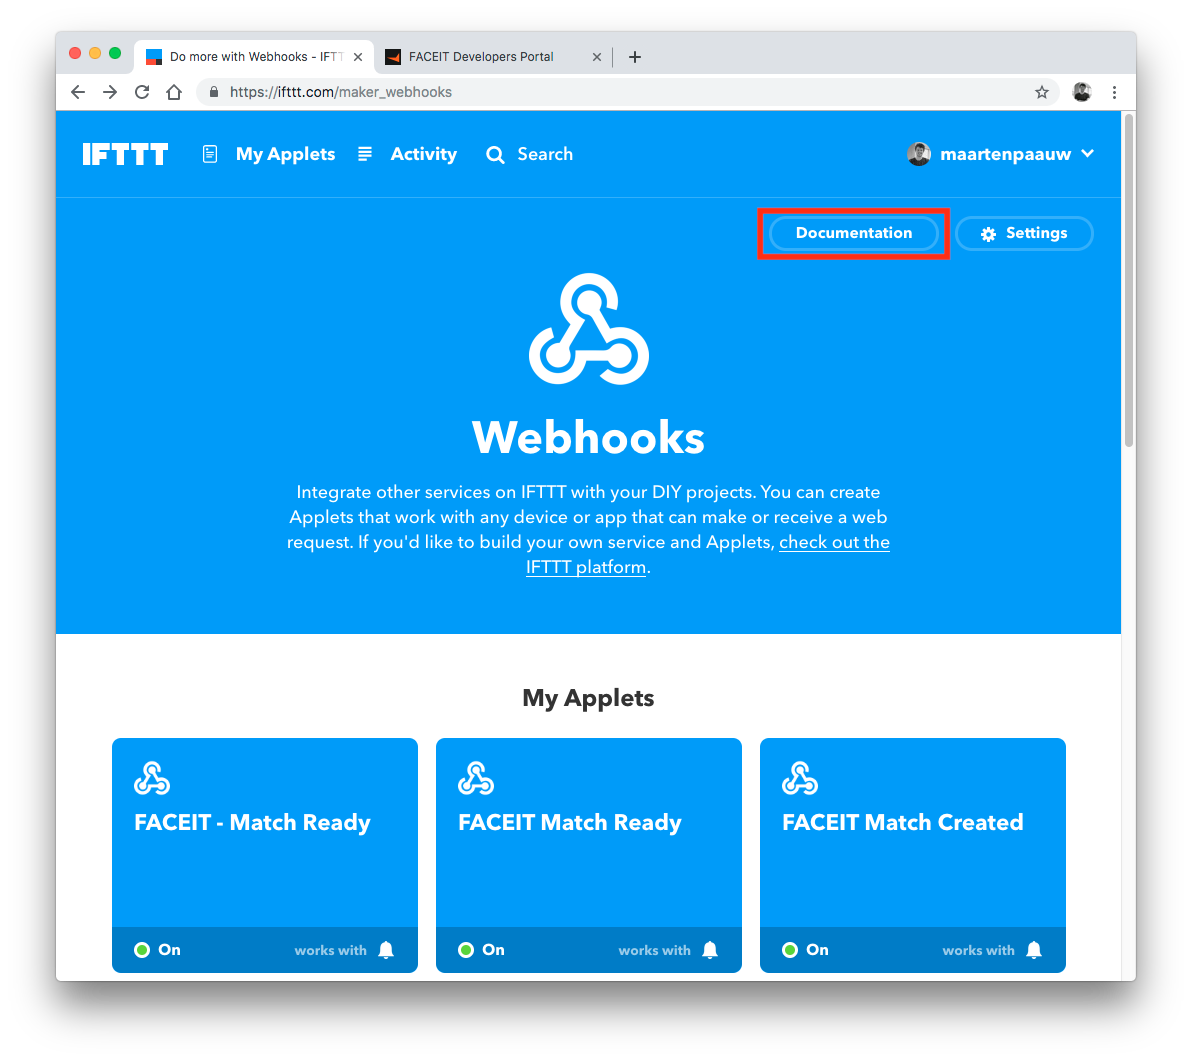 Do more with Webhooks - IFTT
FACEIT Developers Portal
https://ifttt.com/maker_webhooks
IFTTT
My Applets
Activity
Search
maartenpaauw
Documentation
Settings
Webhooks
Integrate other services on IFTTT with your DIY projects. You can create
Applets that work with any device or app that can make or receive a web
request. If you'd like to build your own service and Applets, check out the
IFTTT platform.
My Applets
FACEIT - Match Ready
On
works with
FACEIT Match Ready
On
works with
FACEIT Match Created
On
works with